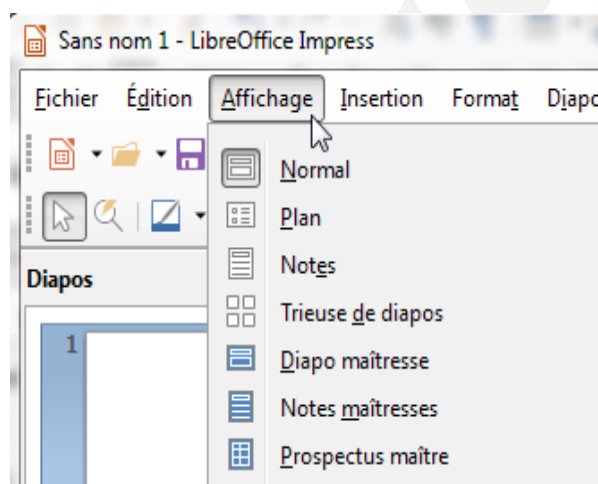 Sans nom 1 - LibreOffice Impress
Fichier Édition Affichage Insertion Format Diapo
Normal
Plan
Notes
Diapos
Trieuse de diapos
1
Diapo maîtresse
Notes maîtresses
Prospectus maître